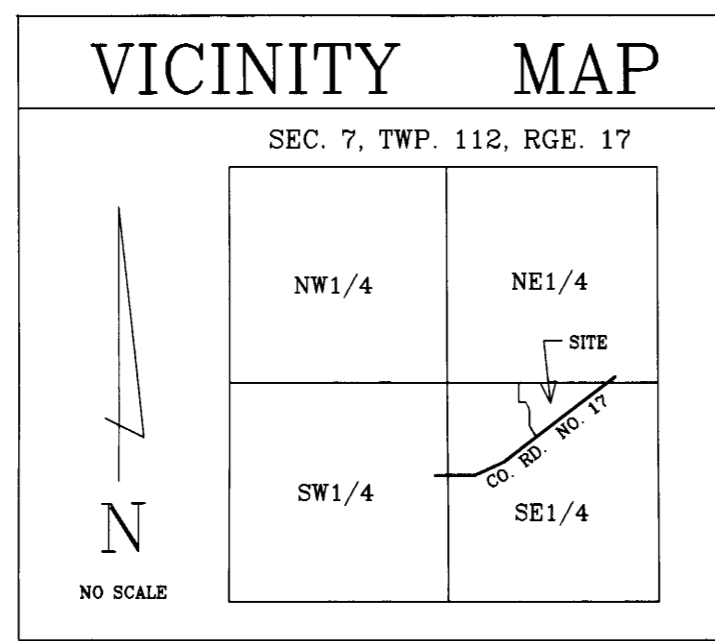 VICINITY MAP
SEC. 7, TWP. 112, RGE. 17
NW1/4
NE1/4
SITE
CO. RD. NO. 17
SW1/4
SE1/4
N
NO SCALE